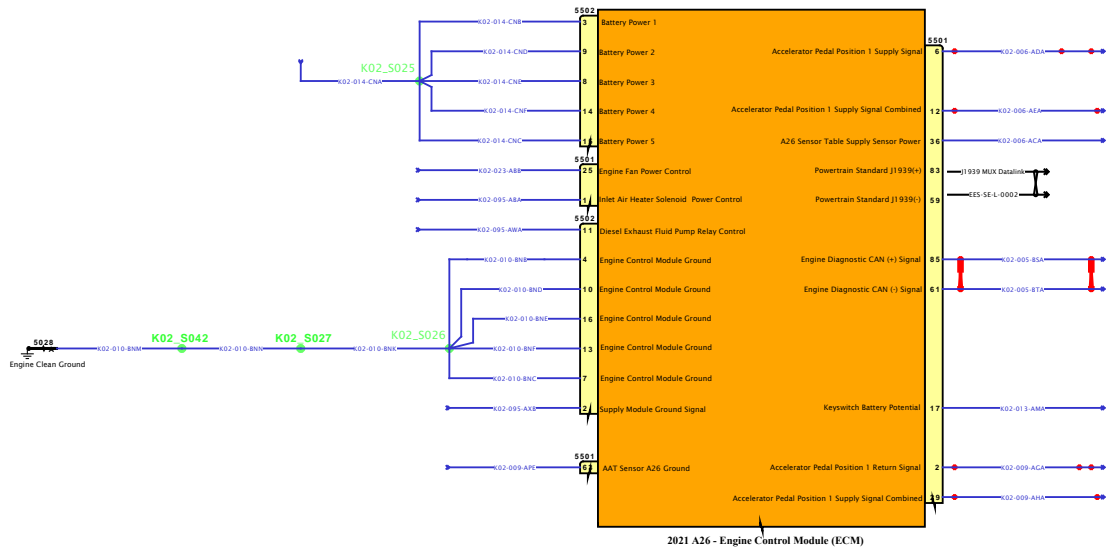 5502
3 Battery Power 1
K02-014-CNB
9 Battery Power 2
K02-014-CND
K02_S025
K02-014-CNA
K02-014-CNE
8 Battery Power 3
K02-014-CNF
14 Battery Power 4
K02-014-CNC
15 Battery Power 5
5501
K02-023-ABB
25 Engine Fan Power Control
K02-095-ABA
1 Inlet Air Heater Solenoid Power Control
5502
K02-095-AWA
11 Diesel Exhaust Fluid Pump Relay Control
K02-010-BNB
4 Engine Control Module Ground
K02-010-BND
10 Engine Control Module Ground
K02-010-BNE
16 Engine Control Module Ground
5028
Engine Clean Ground
K02-010-BNM
K02_S042
K02-010-BNN
K02_S027
K02-010-BNK
K02_S026
K02-010-BNF
13 Engine Control Module Ground
K02-010-BNC
7 Engine Control Module Ground
K02-095-AXB
2 Supply Module Ground Signal
5501
K02-009-APE
63 AAT Sensor A26 Ground
5501
Accelerator Pedal Position 1 Supply Signal 6 K02-006-ADA
Accelerator Pedal Position 1 Supply Signal Combined 12 K02-006-AEA
A26 Sensor Table Supply Sensor Power 36 K02-006-ACA
Powertrain Standard J1939(+) 83 J1939 MUX Datalink
Powertrain Standard J1939(-) 59 EES-SE-L-0002
Engine Diagnostic CAN (+) Signal 85 K02-005-BSA
Engine Diagnostic CAN (-) Signal 61 K02-005-BTA
Keyswitch Battery Potential 17 K02-013-AMA
Accelerator Pedal Position 1 Return Signal 2 K02-009-AGA
Accelerator Pedal Position 1 Supply Signal Combined 39 K02-009-AHA
2021 A26 - Engine Control Module (ECM)